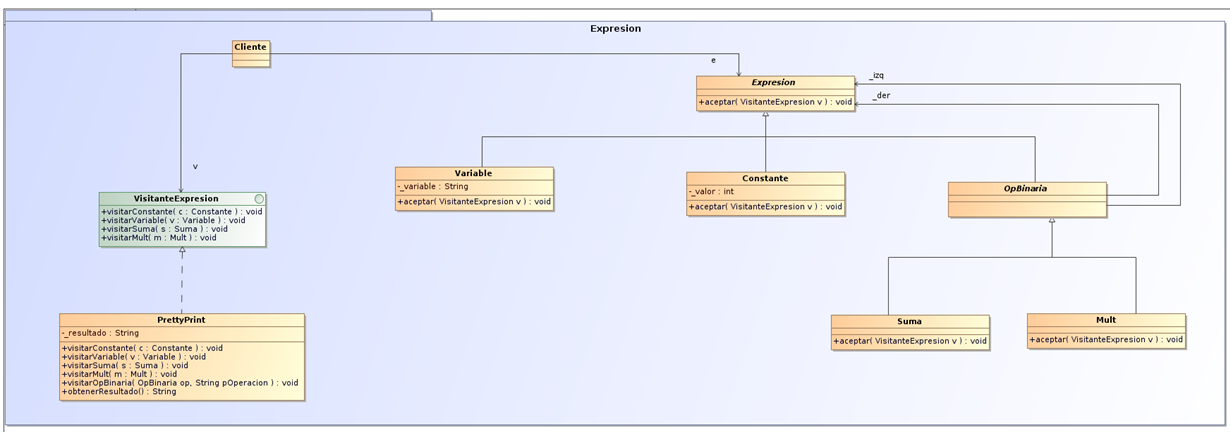 Expresion
Cliente
e
Expresion
+aceptar( VisitanteExpresion v ) : void
_izq
_der
v
Variable
-_variable : String
+aceptar( VisitanteExpresion v ) : void
Constante
-_valor : int
+aceptar( VisitanteExpresion v ) : void
OpBinaria
VisitanteExpresion
+visitarConstante( c : Constante ) : void
+visitarVariable( v : Variable ) : void
+visitarSuma( s : Suma ) : void
+visitarMult( m : Mult ) : void
PrettyPrint
-_resultado : String
+visitarConstante( c : Constante ) : void
+visitarVariable( v : Variable ) : void
+visitarSuma( s : Suma ) : void
+visitarMult( m : Mult ) : void
+visitarOpBinaria( OpBinaria op, String pOperacion ) : void
+obtenerResultado() : String
Suma
+aceptar( VisitanteExpresion v ) : void
Mult
+aceptar( VisitanteExpresion v ) : void